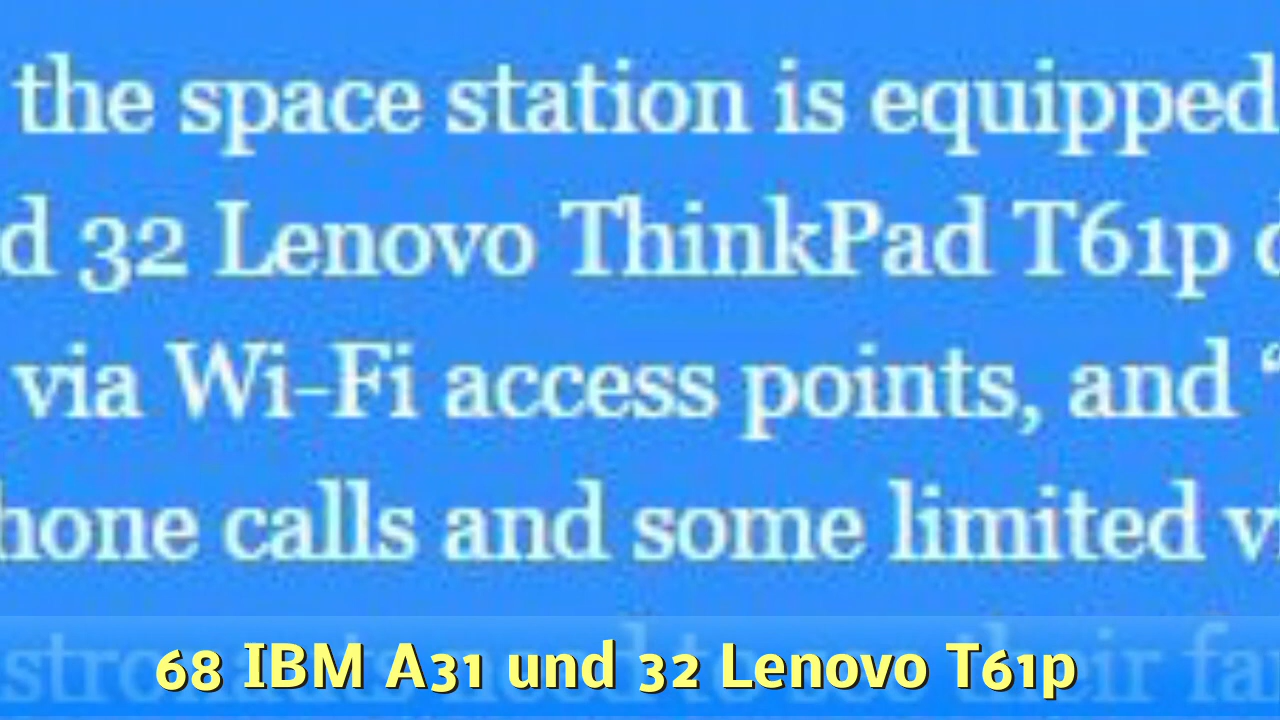 the space station is equipped
d 32 Lenovo ThinkPad T61p
via Wi-Fi access points, and “
hone calls and some limited v
68 IBM A31 und 32 Lenovo T61p